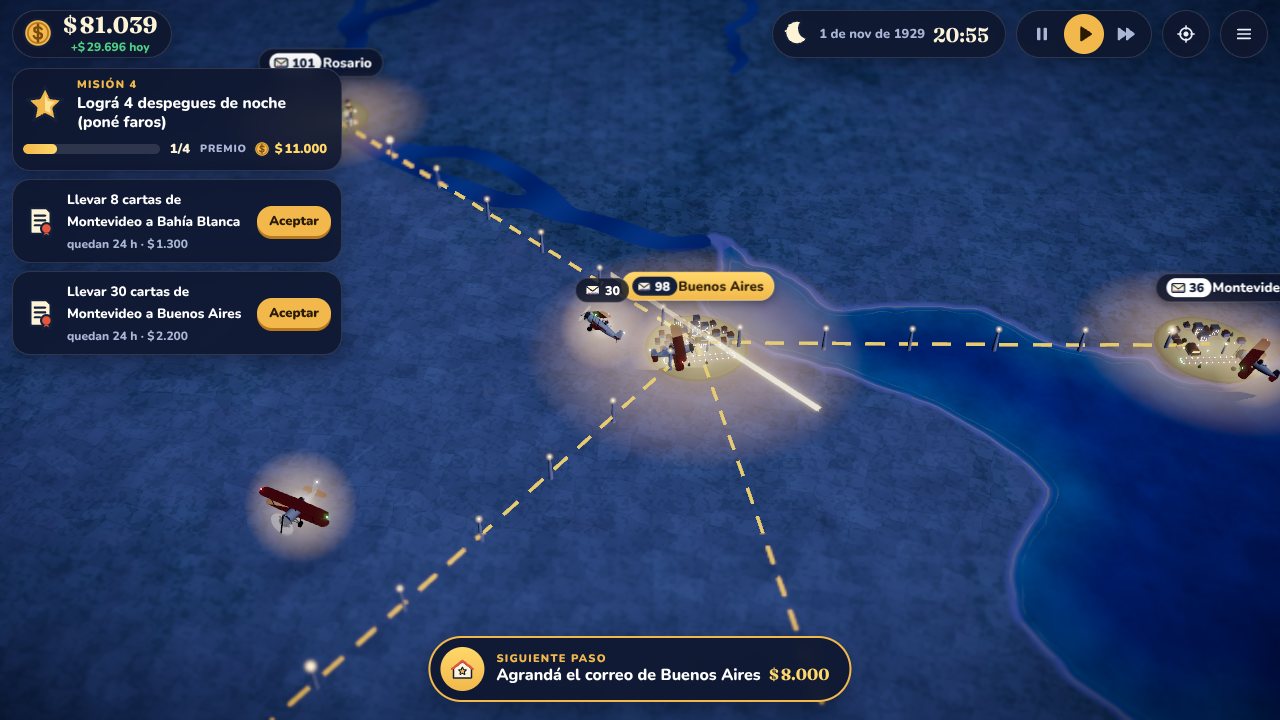 $81.039
+$29.696 hoy
1 de nov de 1929 20:55
101 Rosario
MISIÓN 4
Lográ 4 despegues de noche
(poné faros)
1/4 PREMIO $11.000
Llevar 8 cartas de
Montevideo a Bahía Blanca
quedan 24 h · $1.300
Aceptar
Llevar 30 cartas de
Montevideo a Buenos Aires
quedan 24 h · $2.200
Aceptar
30
98 Buenos Aires
36 Montevide
SIGUIENTE PASO
Agrandá el correo de Buenos Aires $8.000